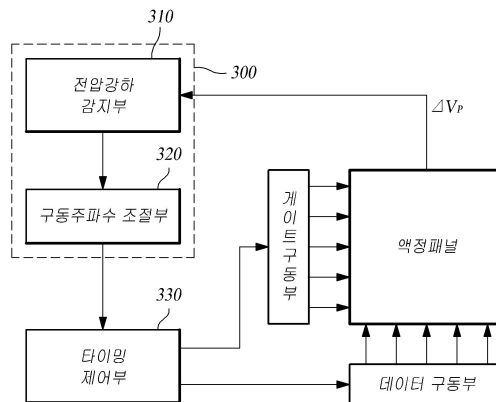 310
전압강하
감지부
300
⊿VP
320
구동주파수 조절부
게이트구동부
액정패널
330
타이밍
제어부
데이터 구동부